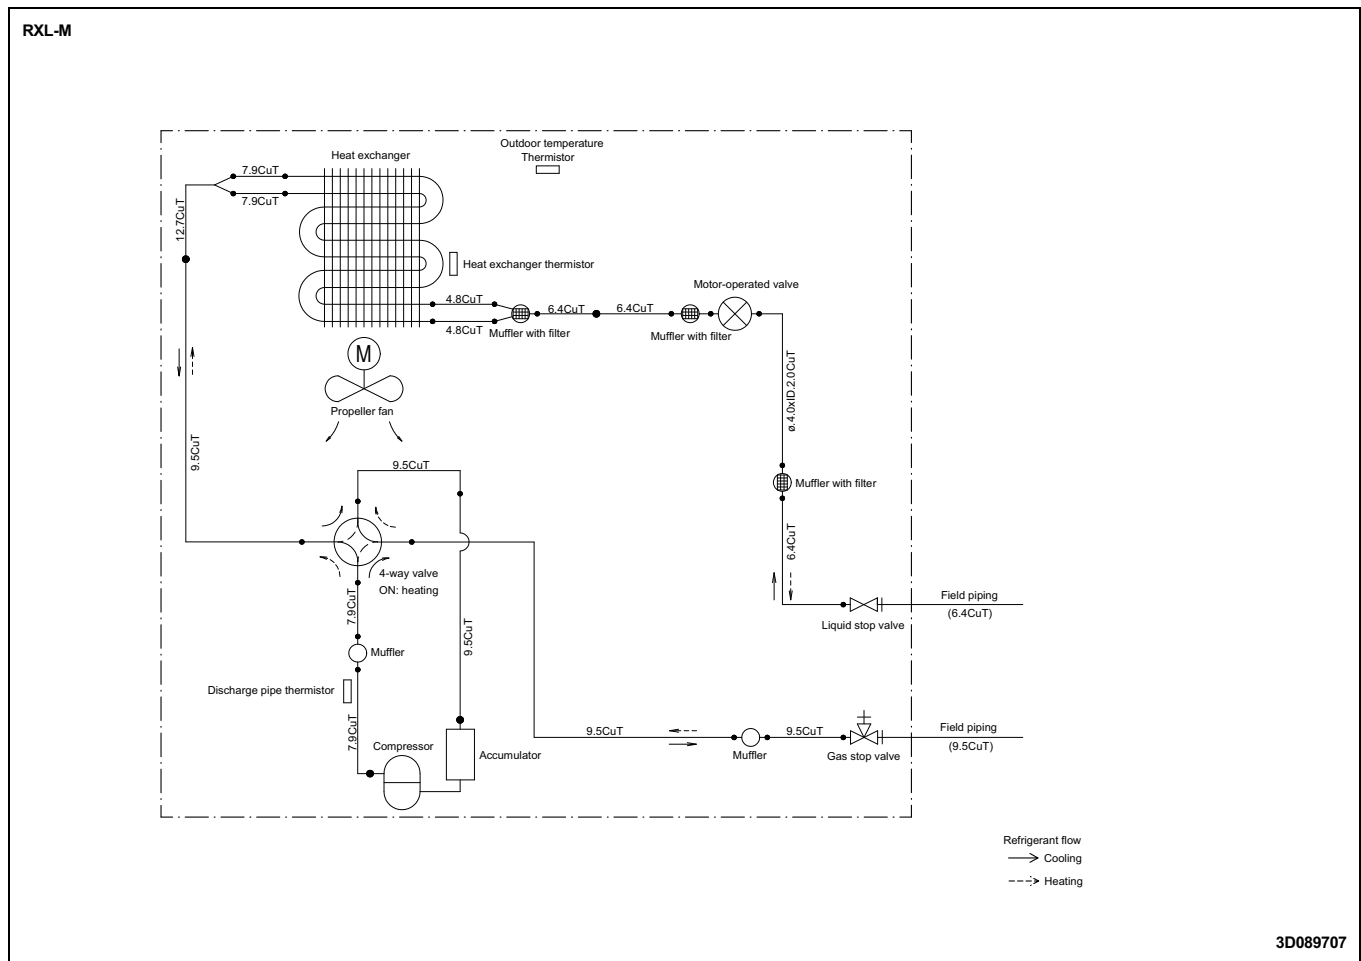 RXL-M
Outdoor temperature
Thermistor
Heat exchanger
7.9CuT
7.9CuT
12.7CuT
Heat exchanger thermistor
Motor-operated valve
4.8CuT
4.8CuT
6.4CuT
6.4CuT
Muffler with filter
Muffler with filter
M
Propeller fan
ø.4.0xID.2.0CuT
9.5CuT
9.5CuT
Muffler with filter
6.4CuT
4-way valve
ON: heating
7.9CuT
Field piping
(6.4CuT)
Liquid stop valve
Muffler
9.5CuT
Discharge pipe thermistor
7.9CuT
Compressor
Accumulator
9.5CuT
9.5CuT
Muffler
Gas stop valve
Field piping
(9.5CuT)
Refrigerant flow
Cooling
Heating
3D089707